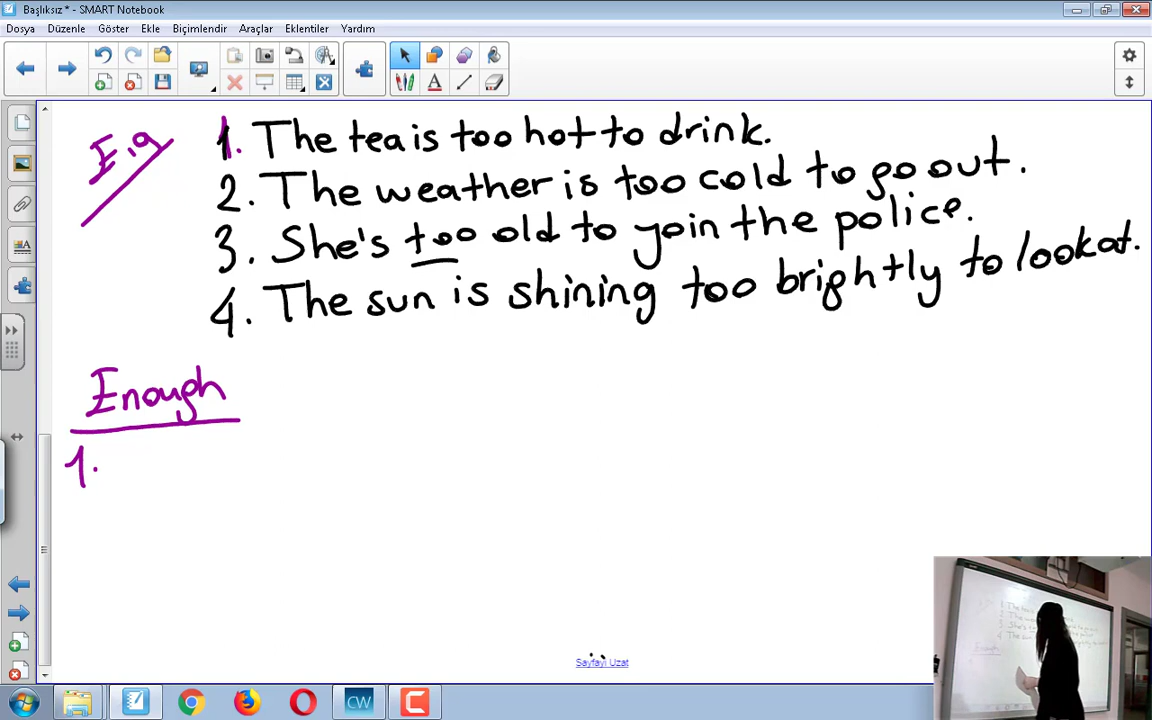 Başlıksız * - SMART Notebook
Dosya Düzenle Göster Ekle Biçimlendir Araçlar Eklentiler Yardım
E.g 1. The tea is too hot to drink.
2. The weather is too cold to go out.
3. She's too old to join the police.
4. The sun is shining too brightly to look at.
Enough
1.
Sayfayı Uzat
CW